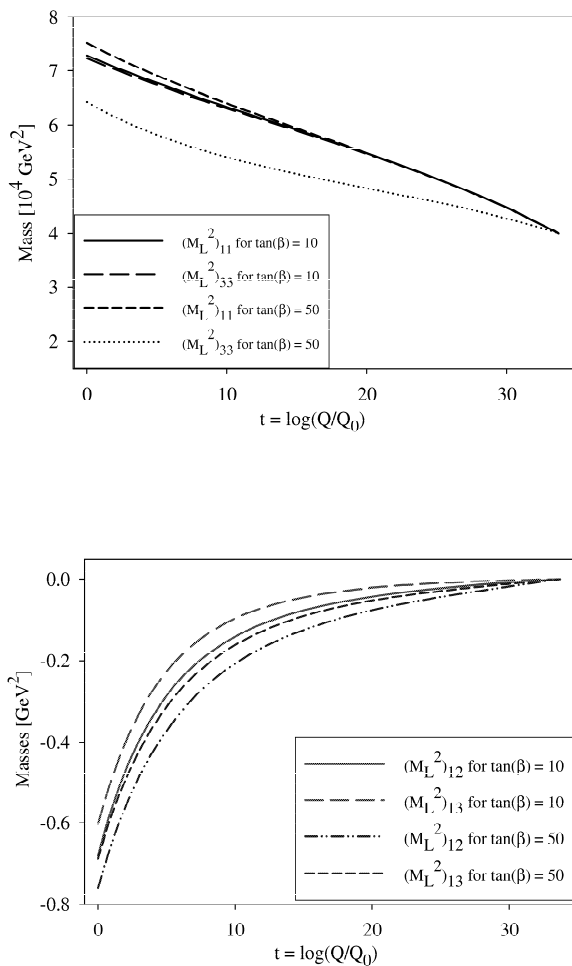 8
7
6
5
4
3
2
Mass [10^4 GeV^2]
(M_L^2)_11 for tan(β) = 10
(M_L^2)_33 for tan(β) = 10
(M_L^2)_11 for tan(β) = 50
(M_L^2)_33 for tan(β) = 50
0 10 20 30
t = log(Q/Q_0)
0.0
-0.2
-0.4
-0.6
-0.8
Masses [GeV^2]
(M_L^2)_12 for tan(β) = 10
(M_L^2)_13 for tan(β) = 10
(M_L^2)_12 for tan(β) = 50
(M_L^2)_13 for tan(β) = 50
0 10 20 30
t = log(Q/Q_0)